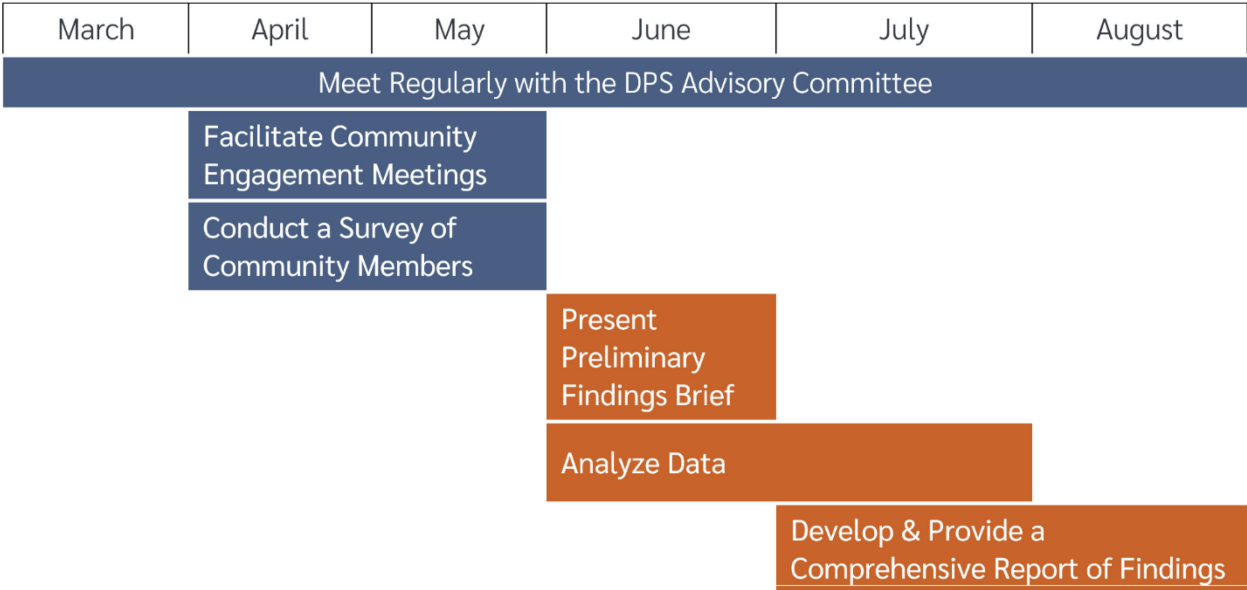 March April May June July August
Meet Regularly with the DPS Advisory Committee
Facilitate Community
Engagement Meetings
Conduct a Survey of
Community Members
Present
Preliminary
Findings Brief
Analyze Data
Develop & Provide a
Comprehensive Report of Findings